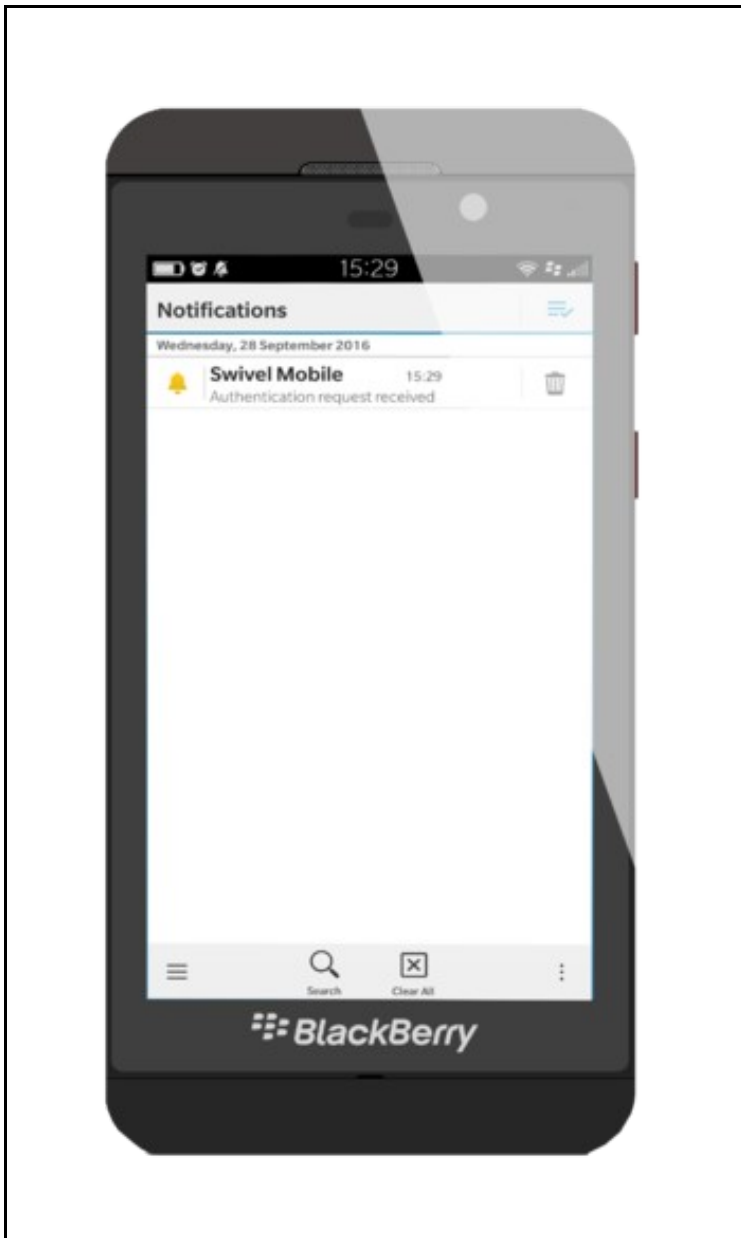 15:29
Notifications
Wednesday, 28 September 2016
Swivel Mobile 15:29
Authentication request received
Search Clear All
BlackBerry